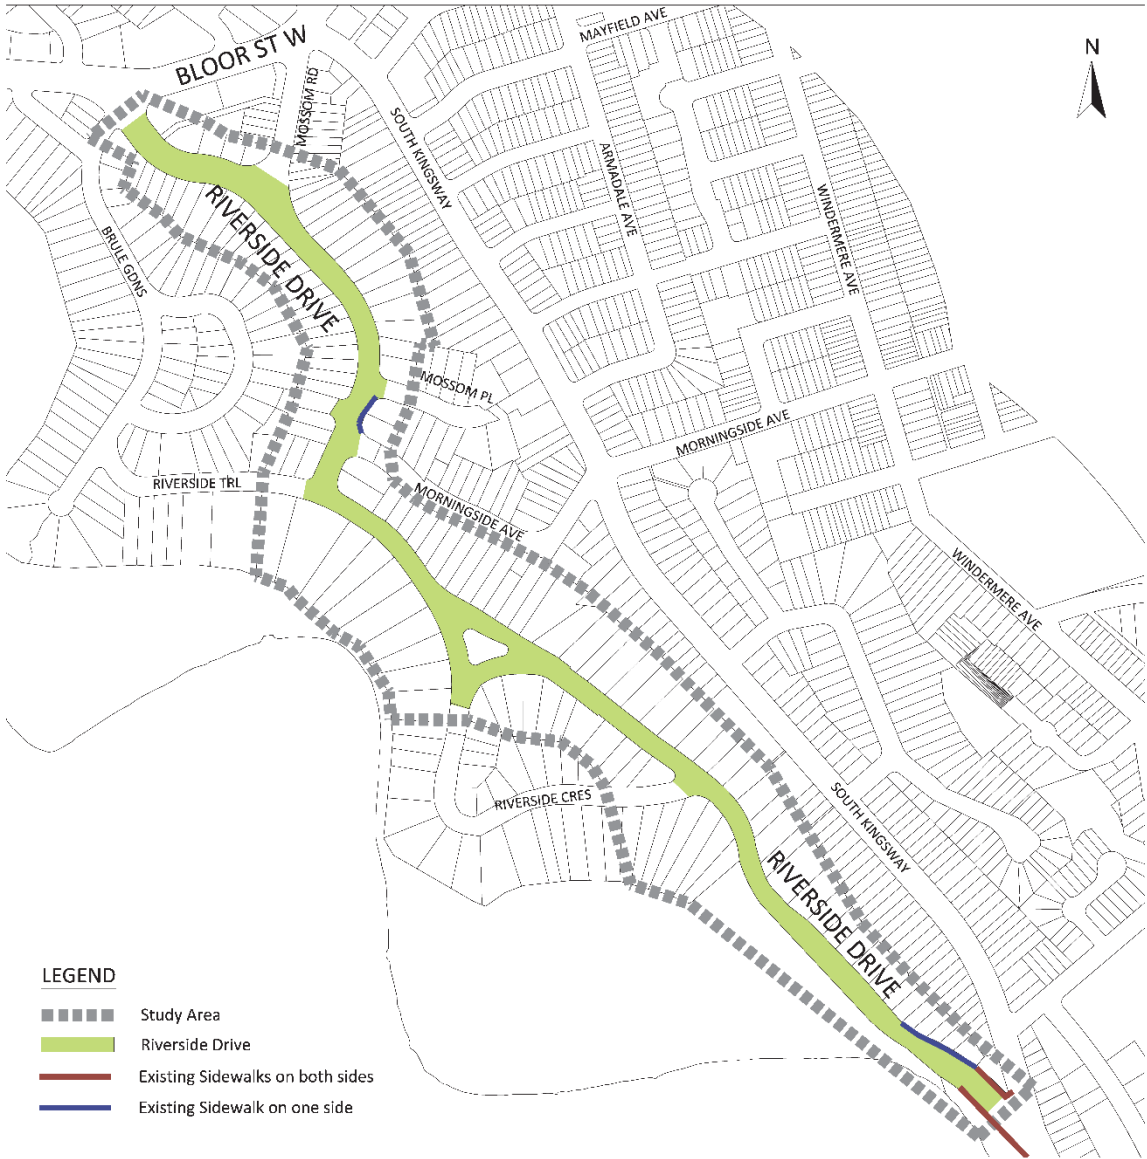 MAYFIELD AVE
BLOOR ST W
N
MOSSOM RD
SOUTH KINGSWAY
ARMADALE AVE
WINDERMERE AVE
RIVERSIDE DRIVE
BRULE GDNS
MOSSOM PL
MORNINGSIDE AVE
RIVERSIDE TRL
MORNINGSIDE AVE
WINDERMERE AVE
RIVERSIDE CRES
SOUTH KINGSWAY
RIVERSIDE DRIVE
LEGEND
Study Area
Riverside Drive
Existing Sidewalks on both sides
Existing Sidewalk on one side